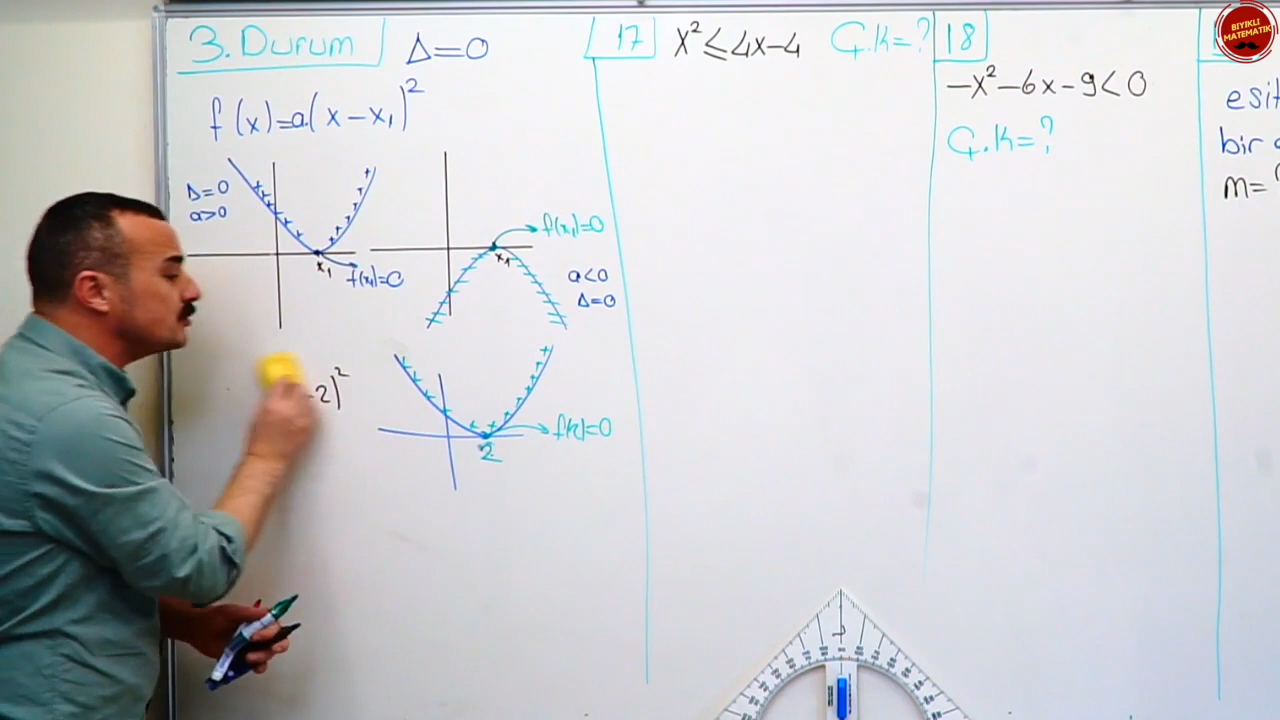 3. Durum
Δ=0
f(x)=a.(x-x₁)²
Δ=0
a>0
x₁
f(x₁)=0
f(x₁)=0
x₁
a<0
Δ=0
-2)²
f(2)=0
2
17
x²≤4x-4
Ç.K=?
18
-x²-6x-9<0
Ç.K=?
eşit
bir
m=
BIYIKLI
MATEMATİK